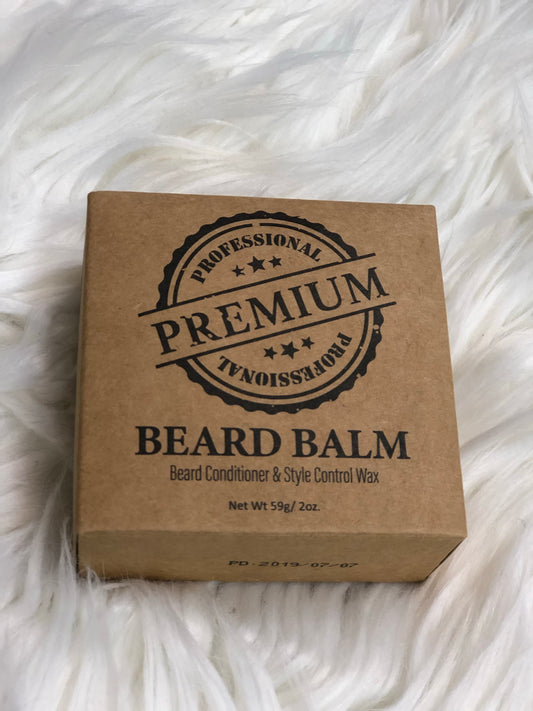 PROFESSIONAL
PREMIUM
PROFESSIONAL
BEARD BALM
Beard Conditioner & Style Control Wax
Net Wt 59g/ 2oz.
PD-2019/07/07